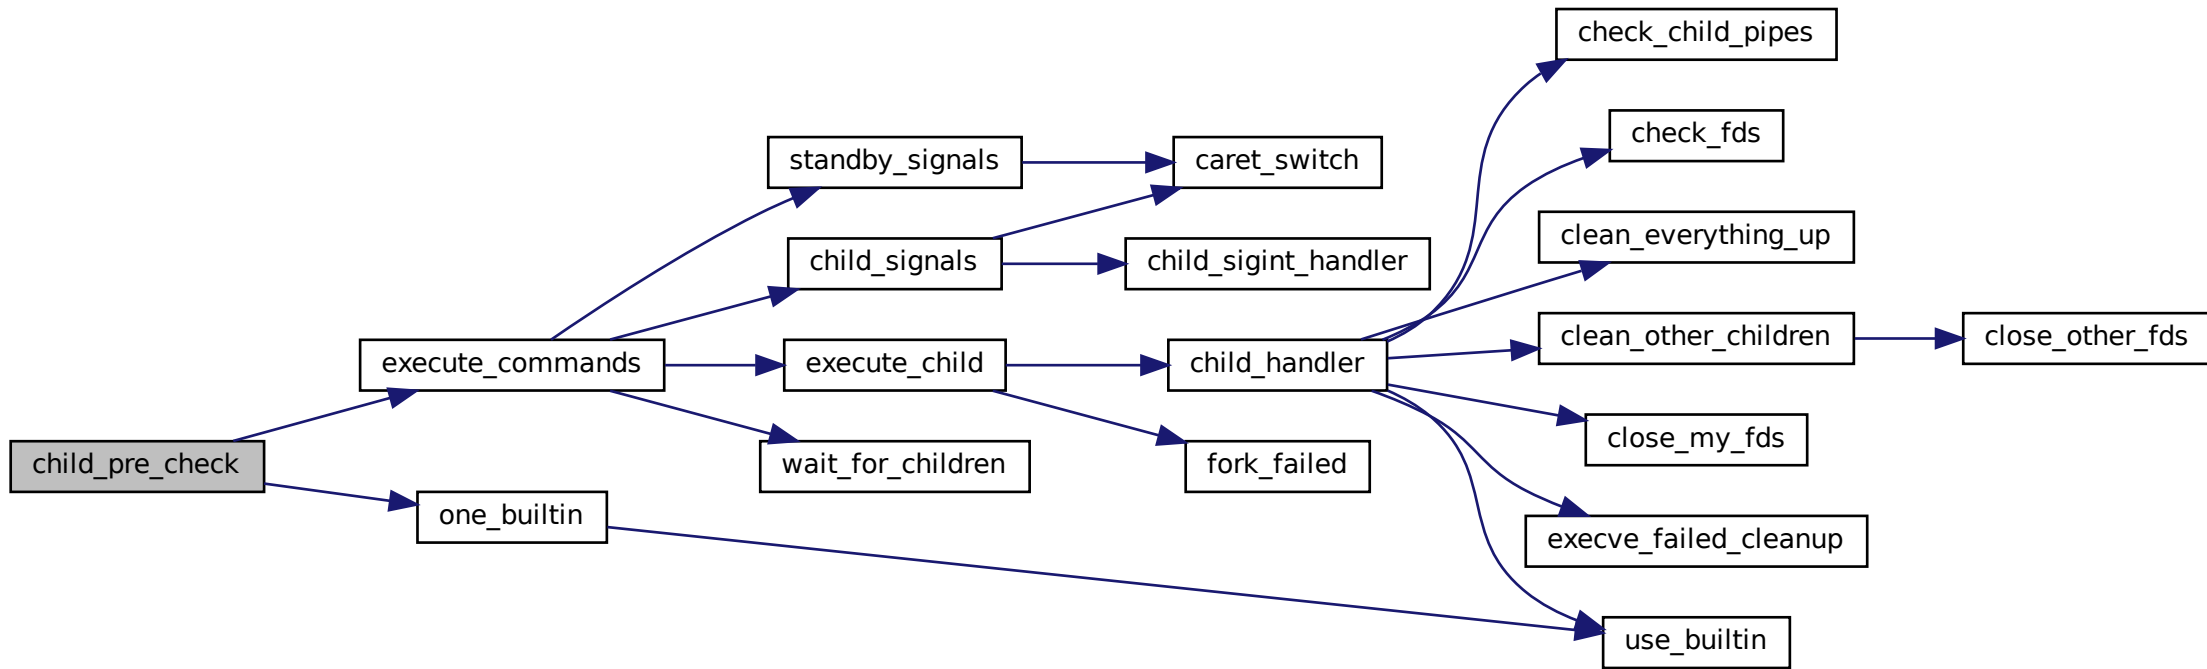 child_pre_check
execute_commands
one_builtin
standby_signals
child_signals
execute_child
wait_for_children
caret_switch
child_sigint_handler
child_handler
fork_failed
check_child_pipes
check_fds
clean_everything_up
clean_other_children
close_my_fds
execve_failed_cleanup
use_builtin
close_other_fds